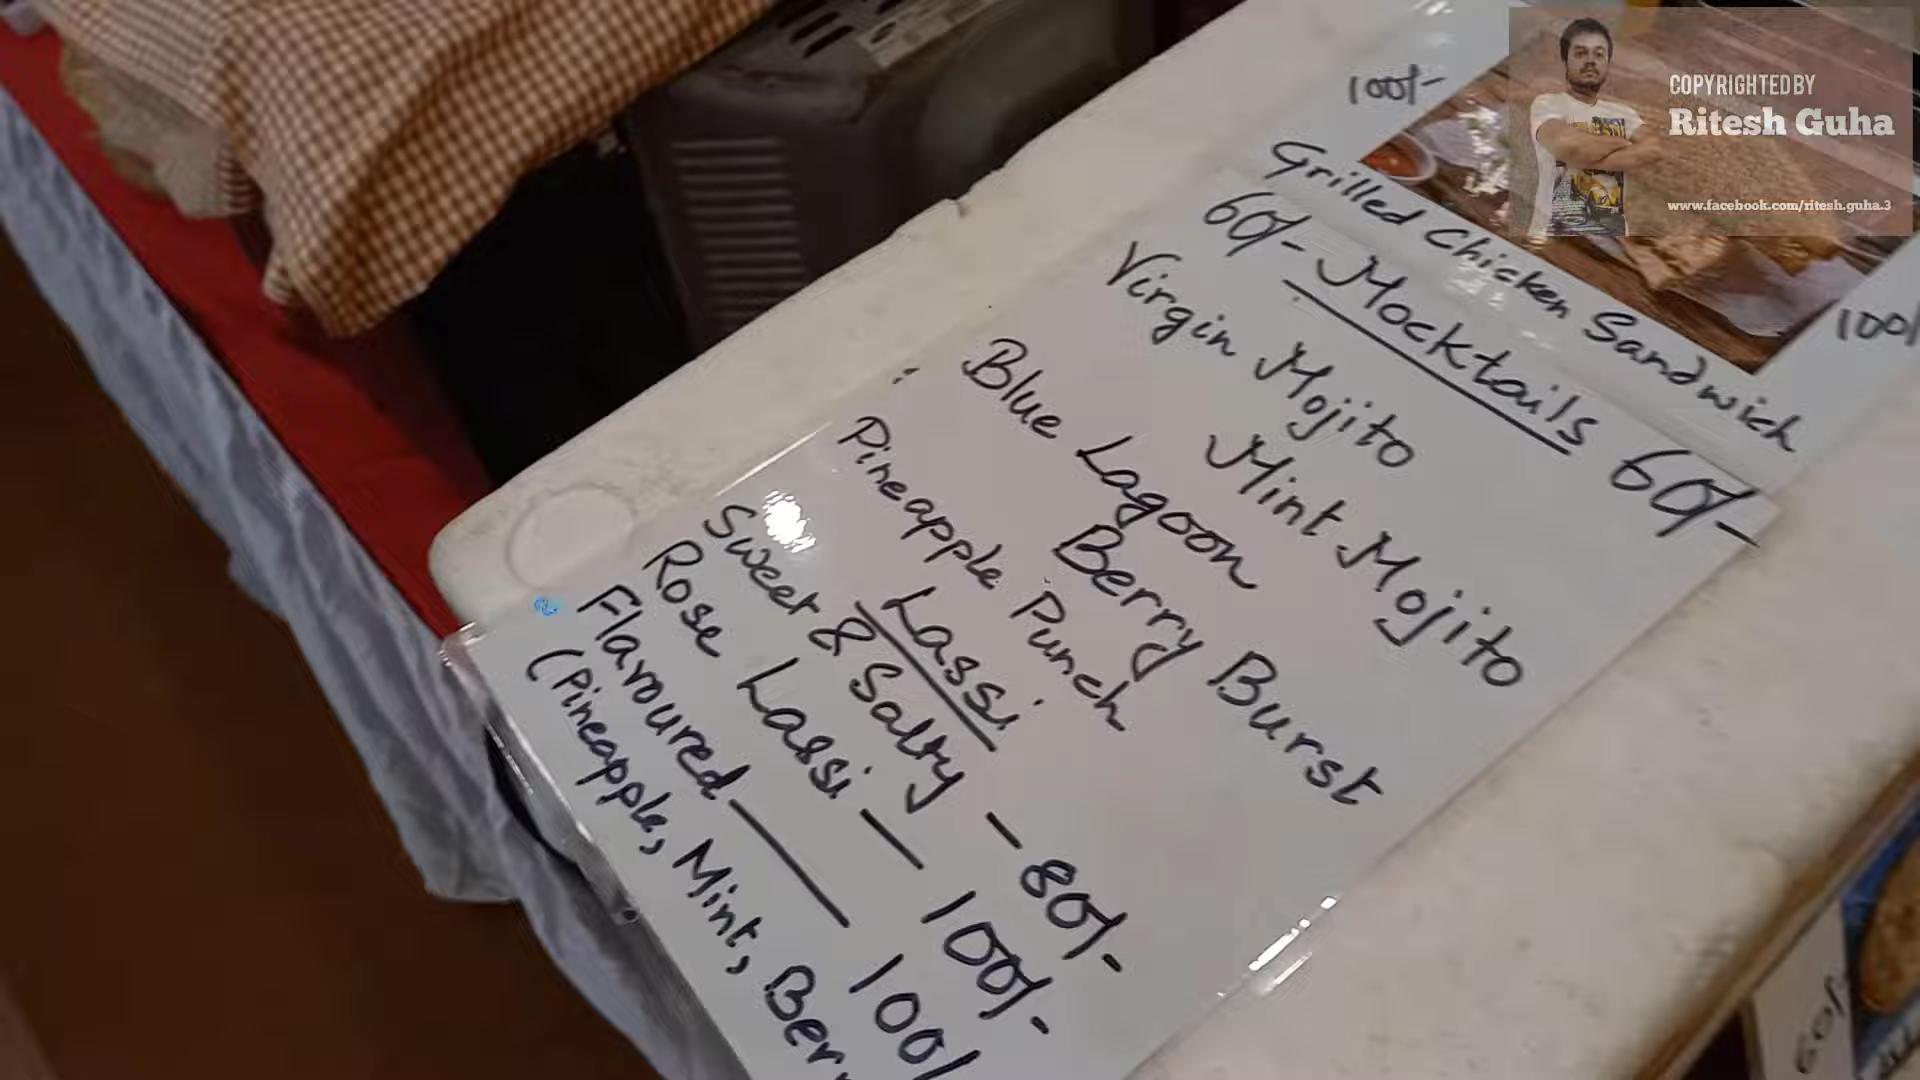 COPYRIGHTED BY
Ritesh Guha
www.facebook.com/ritesh.guha.3
100/-
Grilled Chicken Sandwich
100/
60/- Mocktails 60/-
Virgin Mojito
Mint Mojito
Blue Lagoon
Berry Burst
Pineapple Punch
Lassi
Sweet & Salty - 80/-
Rose Lassi - 100/-
Flavoured — 100/
(Pineapple, Mint, Berr
60/